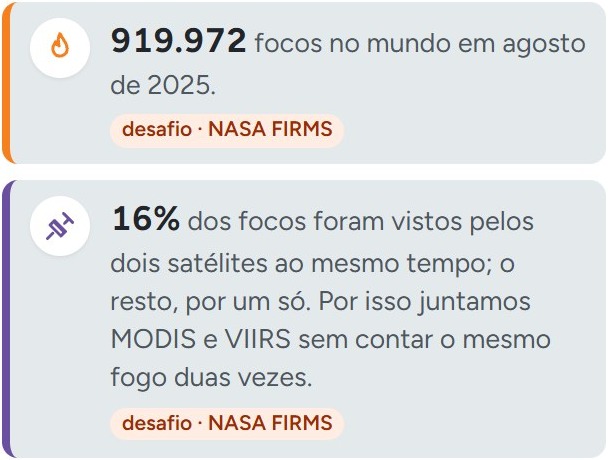 919.972 focos no mundo em agosto
de 2025.
desafio · NASA FIRMS
16% dos focos foram vistos pelos
dois satélites ao mesmo tempo; o
resto, por um só. Por isso juntamos
MODIS e VIIRS sem contar o mesmo
fogo duas vezes.
desafio · NASA FIRMS